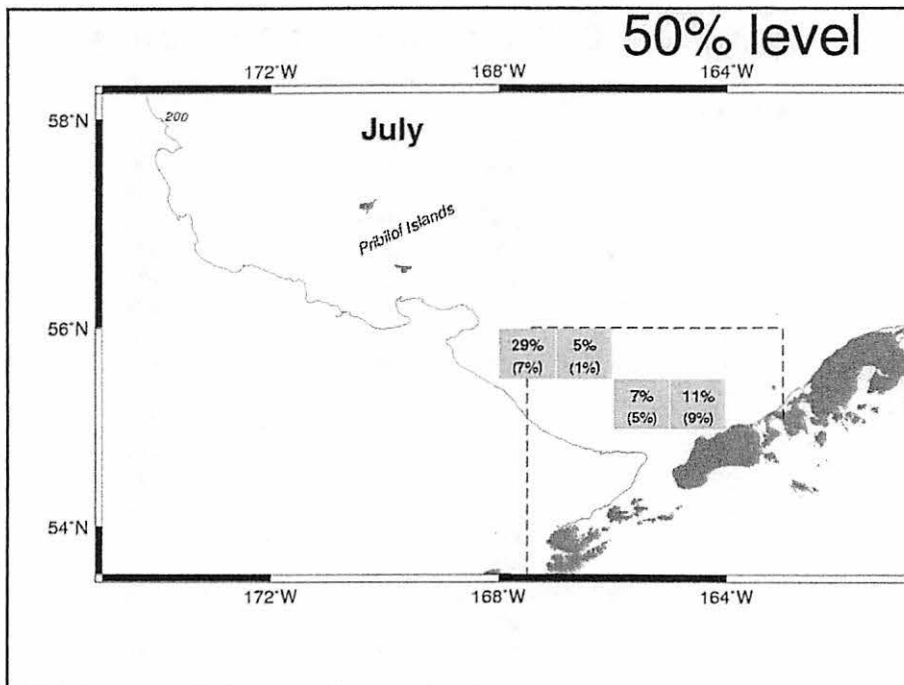 50% level
172°W 168°W 164°W
58°N
200
July
Pribilof Islands
56°N
29% 5%
(7%) (1%)
7% 11%
(5%) (9%)
54°N
172°W 168°W 164°W